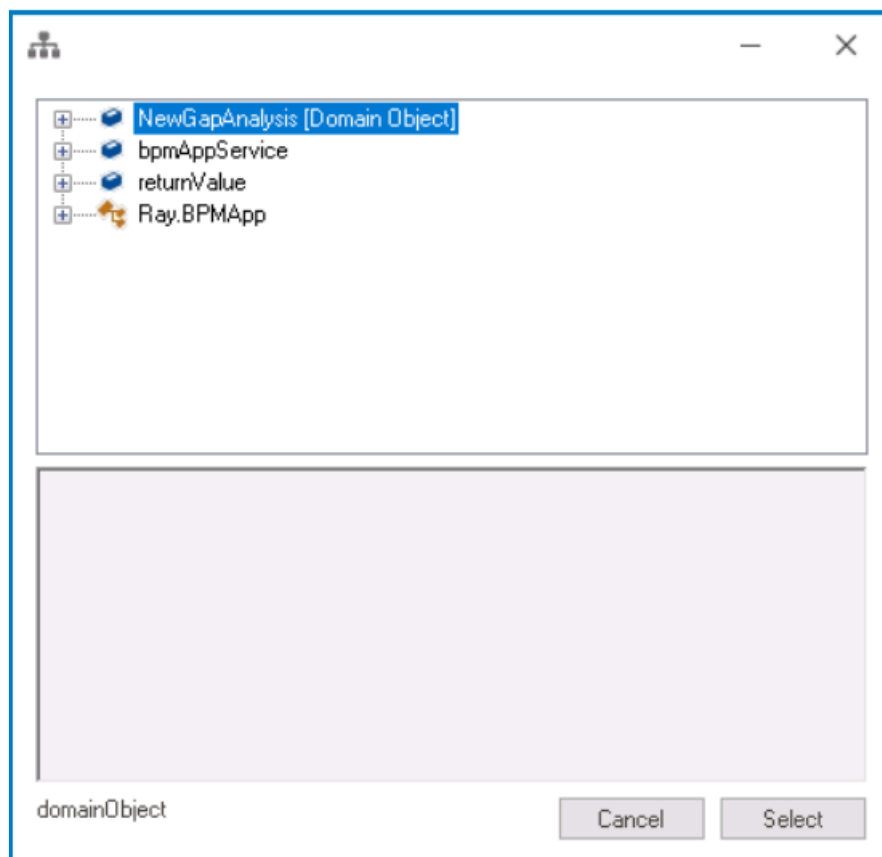 NewGapAnalysis [Domain Object]
bpmAppService
returnValue
Ray.BPMApp
domainObject
Cancel
Select